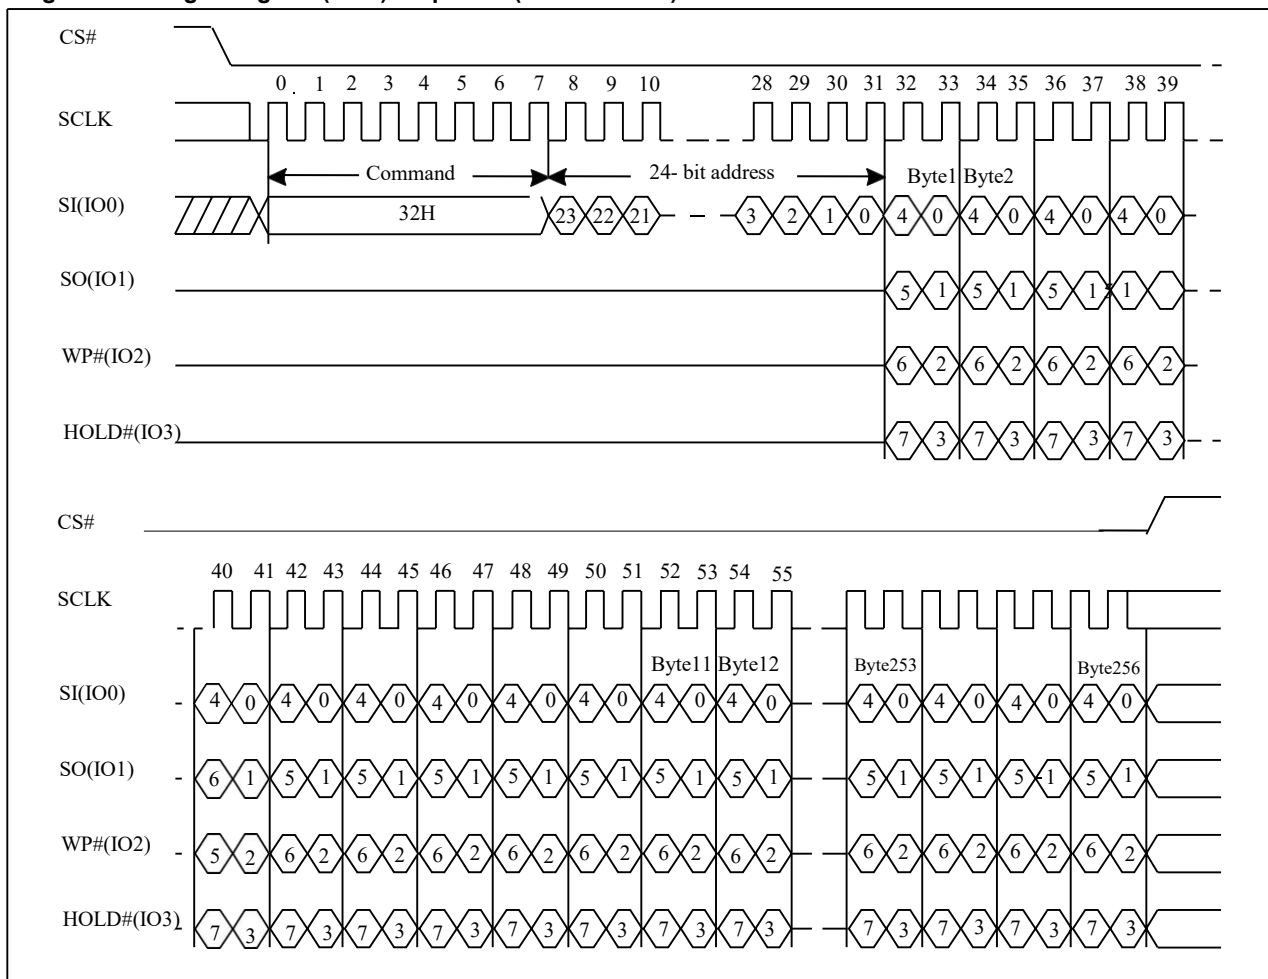 CS#
0 1 2 3 4 5 6 7 8 9 10 28 29 30 31 32 33 34 35 36 37 38 39
SCLK
Command 24- bit address Byte1 Byte2
SI(IO0) 32H 23 22 21 3 2 1 0 4 0 4 0 4 0 4 0
SO(IO1) 5 1 5 1 5 1 5 1
WP#(IO2) 6 2 6 2 6 2 6 2
HOLD#(IO3) 7 3 7 3 7 3 7 3
CS#
40 41 42 43 44 45 46 47 48 49 50 51 52 53 54 55
SCLK
Byte11 Byte12 Byte253 Byte256
SI(IO0) 4 0 4 0 4 0 4 0 4 0 4 0 4 0 4 0 4 0 4 0 4 0 4 0
SO(IO1) 6 1 5 1 5 1 5 1 5 1 5 1 5 1 5 1 5 1 5 1 5 1 5 1
WP#(IO2) 5 2 6 2 6 2 6 2 6 2 6 2 6 2 6 2 6 2 6 2 6 2 6 2
HOLD#(IO3) 7 3 7 3 7 3 7 3 7 3 7 3 7 3 7 3 7 3 7 3 7 3 7 3